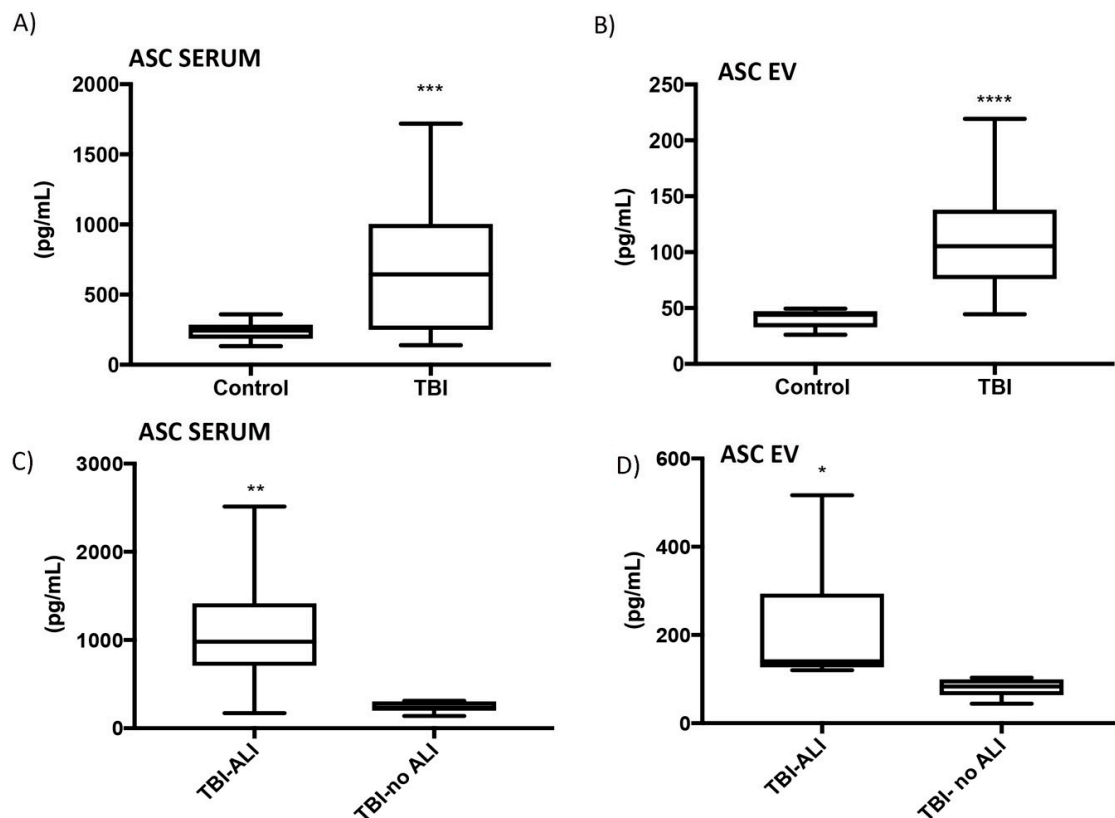 A)
ASC SERUM
2000
1500
1000
500
0
(pg/mL)
***
Control
TBI
B)
ASC EV
250
200
150
100
50
0
(pg/mL)
****
Control
TBI
C)
ASC SERUM
3000
2000
1000
0
(pg/mL)
**
TBI-ALI
TBI-no ALI
D)
ASC EV
600
400
200
0
(pg/mL)
*
TBI-ALI
TBI- no ALI